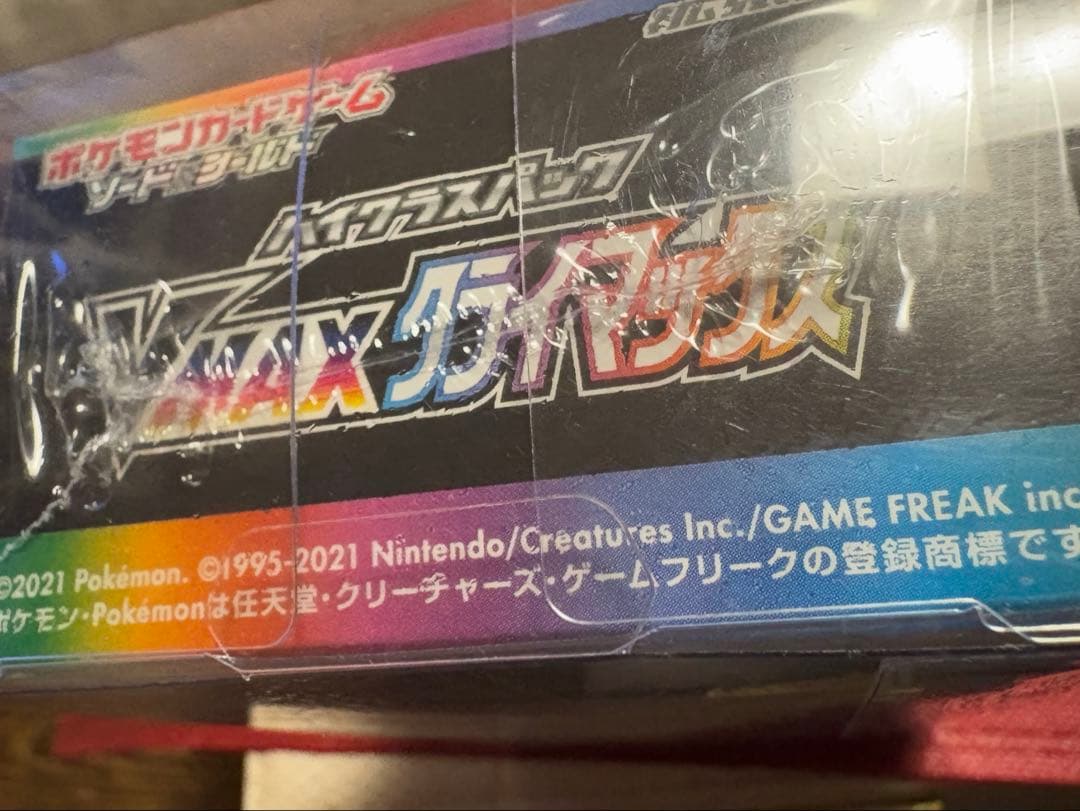 ポケモンカードゲーム
ソード&シールド
ハイクラスパック
VMAXクライマックス
©2021 Pokémon. ©1995-2021 Nintendo/Creatures Inc./GAME FREAK inc
ポケモン・Pokémonは任天堂・クリーチャーズ・ゲームフリークの登録商標です